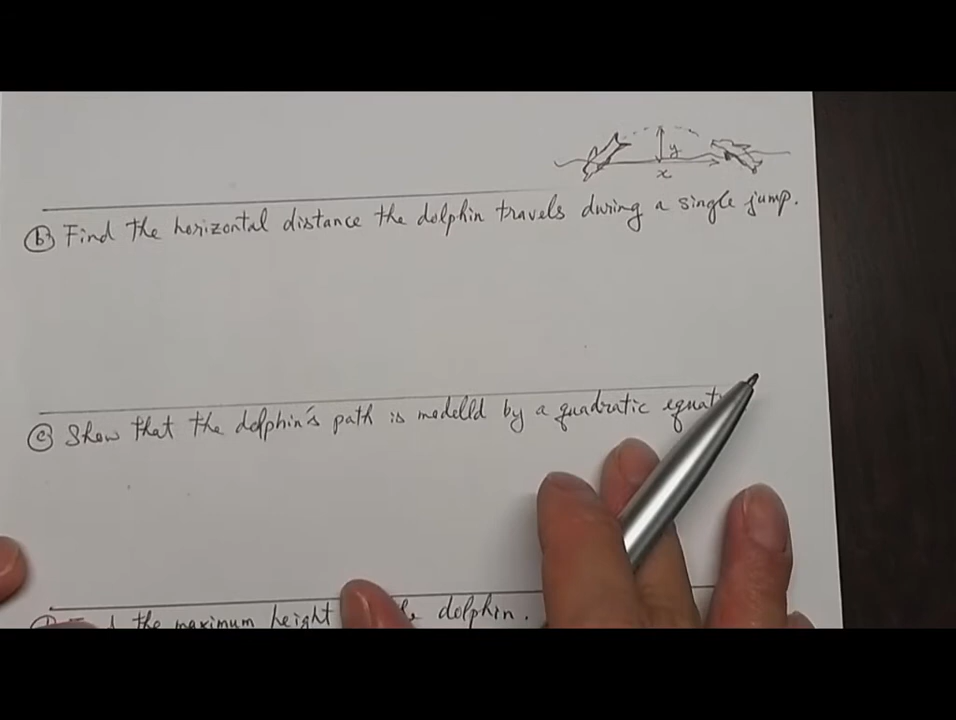 y
x
(b) Find the horizontal distance the dolphin travels during a single jump.
(c) Show that the dolphin's path is modelld by a quadratic equat
the maximum height dolphin.